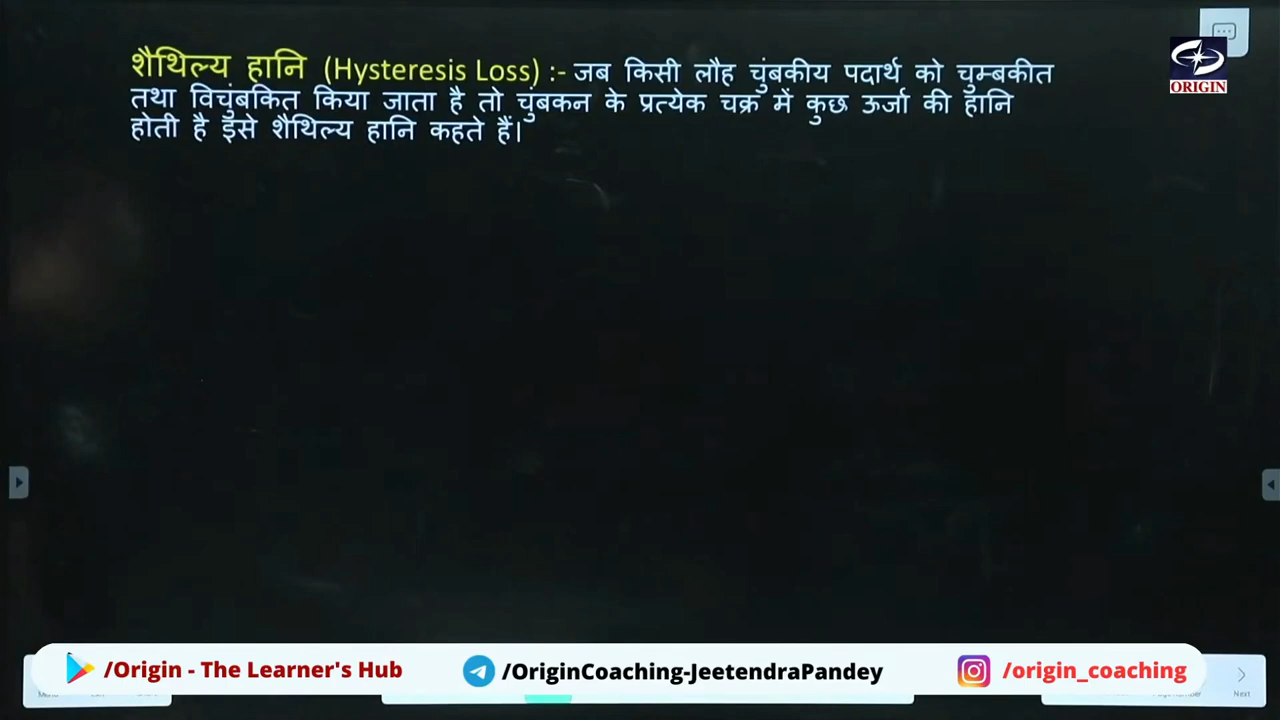 शैथिल्य हानि (Hysteresis Loss) :- जब किसी लौह चुंबकीय पदार्थ को चुम्बकीत
तथा विचुंबकित किया जाता है तो चुंबकन के प्रत्येक चक्र में कुछ ऊर्जा की हानि
होती है इसे शैथिल्य हानि कहते हैं।
ORIGIN
/Origin - The Learner's Hub
/OriginCoaching-JeetendraPandey
/origin_coaching
Next